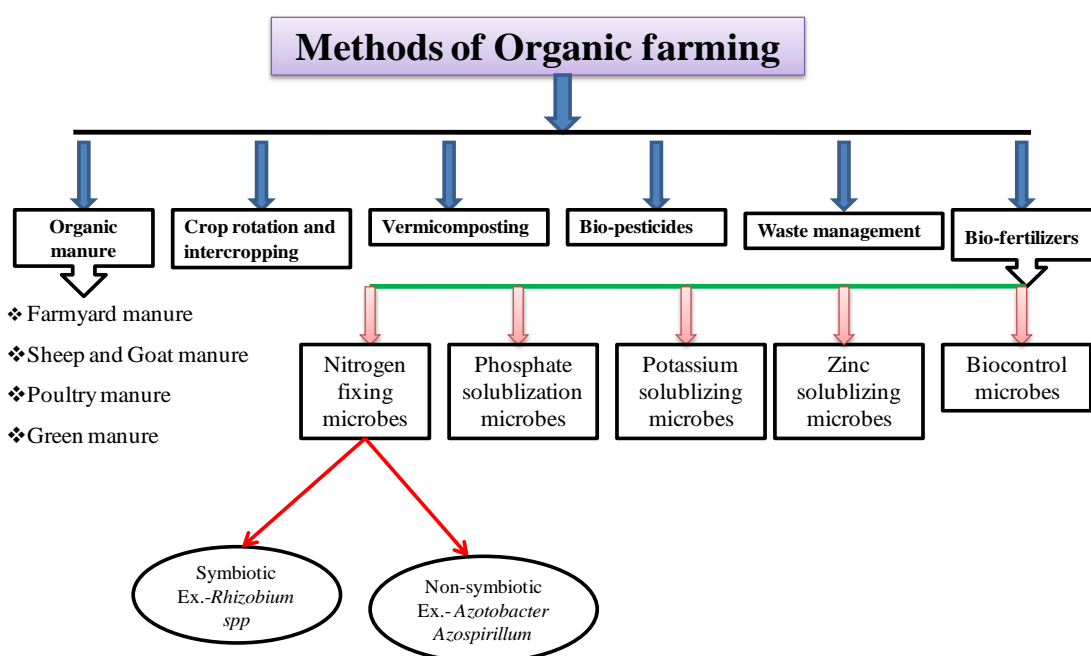 Methods of Organic farming
Organic
manure
Crop rotation and
intercropping
Vermicomposting
Bio-pesticides
Waste management
Bio-fertilizers
❖ Farmyard manure
❖Sheep and Goat manure
❖Poultry manure
❖Green manure
Nitrogen
fixing
microbes
Phosphate
solublization
microbes
Potassium
solublizing
microbes
Zinc
solublizing
microbes
Biocontrol
microbes
Symbiotic
Ex.-Rhizobium
spp
Non-symbiotic
Ex.- Azotobacter
Azospirillum